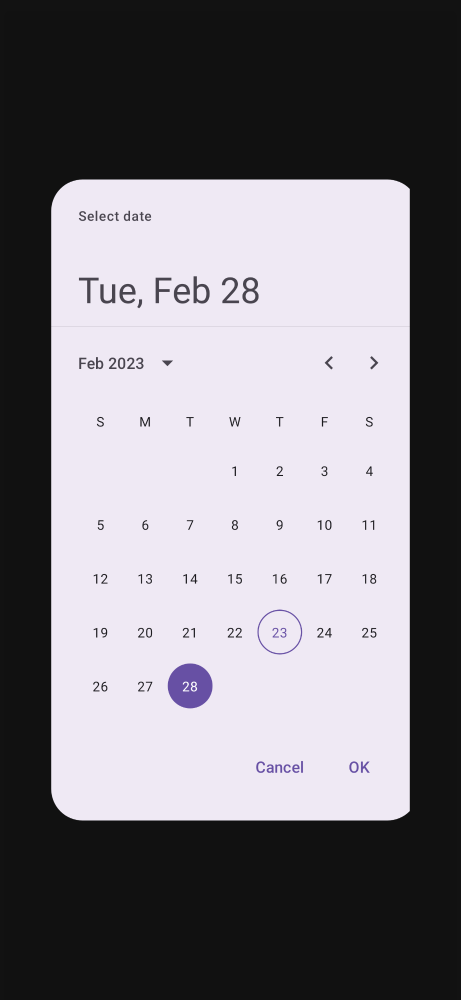 Select date
Tue, Feb 28
Feb 2023
S M T W T F S
1 2 3 4
5 6 7 8 9 10 11
12 13 14 15 16 17 18
19 20 21 22 23 24 25
26 27 28
Cancel OK